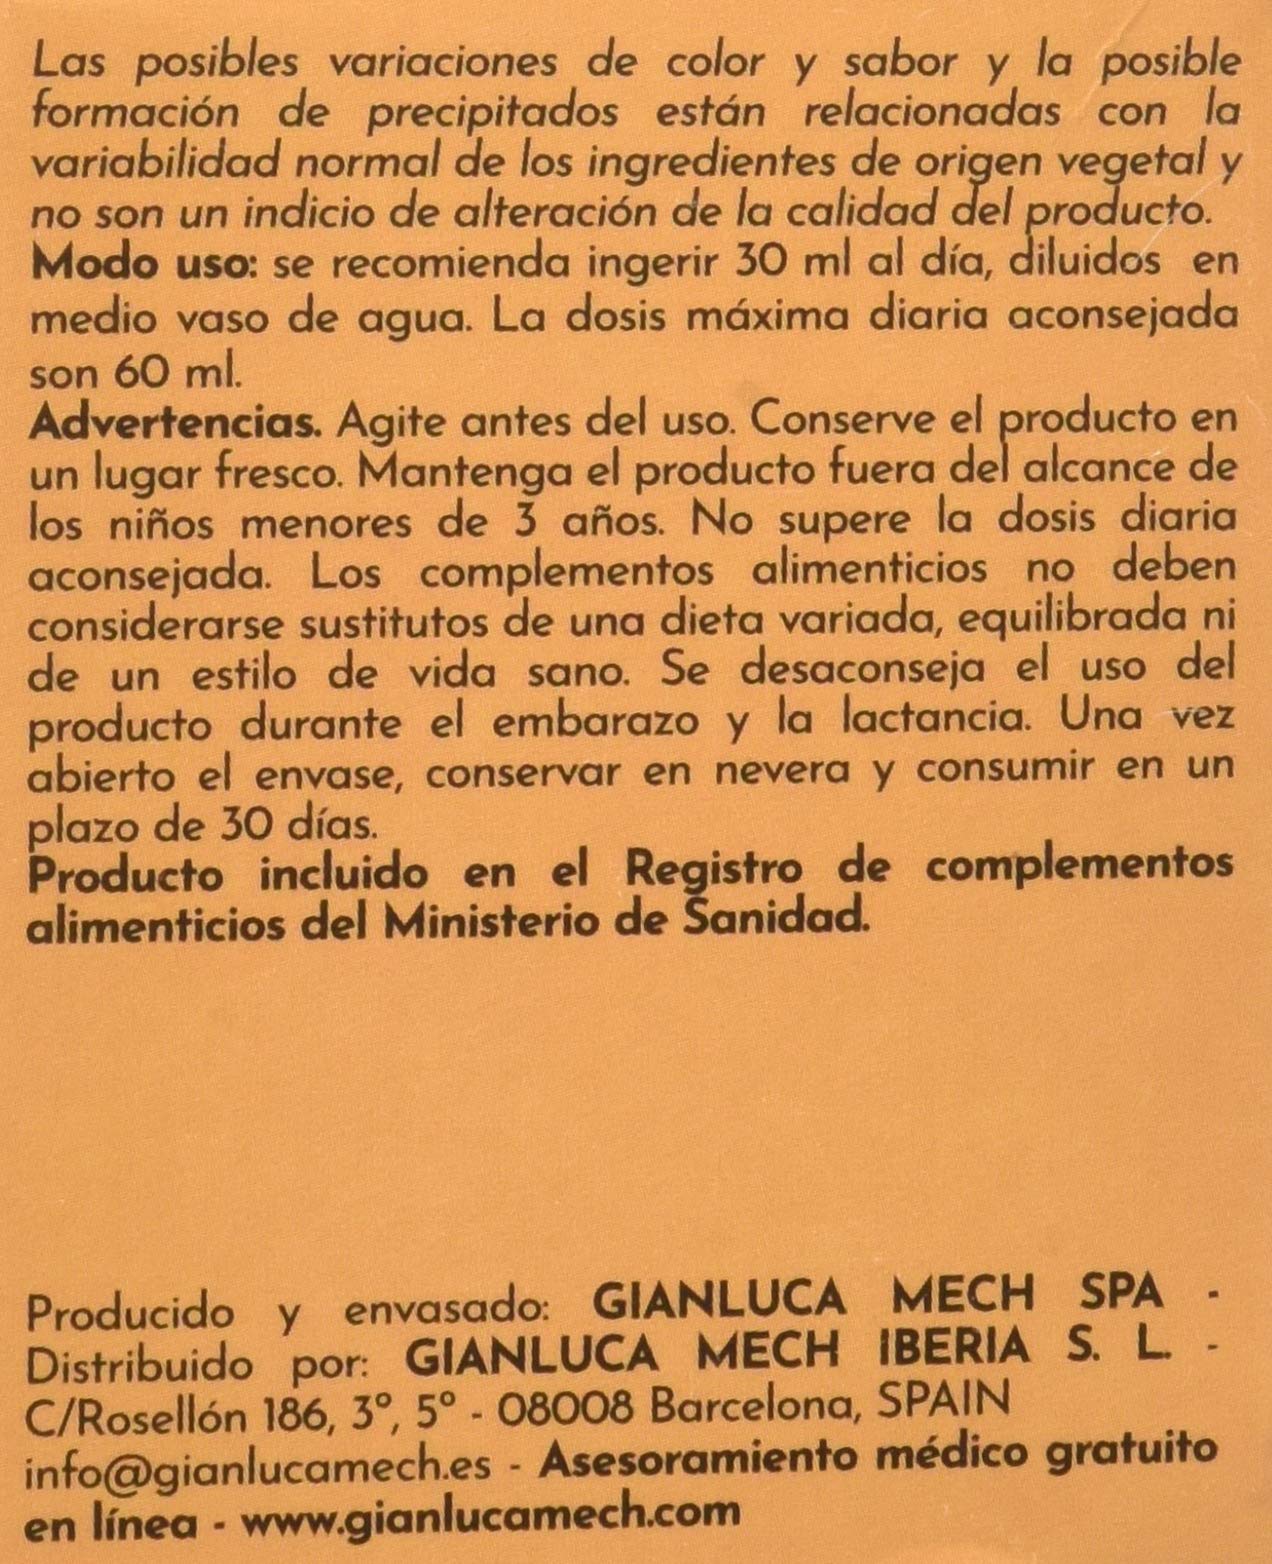 Las posibles variaciones de color y sabor y la posible
formación de precipitados están relacionadas con la
variabilidad normal de los ingredientes de origen vegetal y
no son un indicio de alteración de la calidad del producto.
Modo uso: se recomienda ingerir 30 ml al día, diluidos en
medio vaso de agua. La dosis máxima diaria aconsejada
son 60 ml.
Advertencias. Agite antes del uso. Conserve el producto en
un lugar fresco. Mantenga el producto fuera del alcance de
los niños menores de 3 años. No supere la dosis diaria
aconsejada. Los complementos alimenticios no deben
considerarse sustitutos de una dieta variada, equilibrada ni
de un estilo de vida sano. Se desaconseja el uso del
producto durante el embarazo y la lactancia. Una vez
abierto el envase, conservar en nevera y consumir en un
plazo de 30 días.
Producto incluido en el Registro de complementos
alimenticios del Ministerio de Sanidad.
Producido y envasado: GIANLUCA MECH SPA -
Distribuido por: GIANLUCA MECH IBERIA S. L. -
C/Rosellón 186, 3º, 5º - 08008 Barcelona, SPAIN
info@gianlucamech.es - Asesoramiento médico gratuito
en línea - www.gianlucamech.com